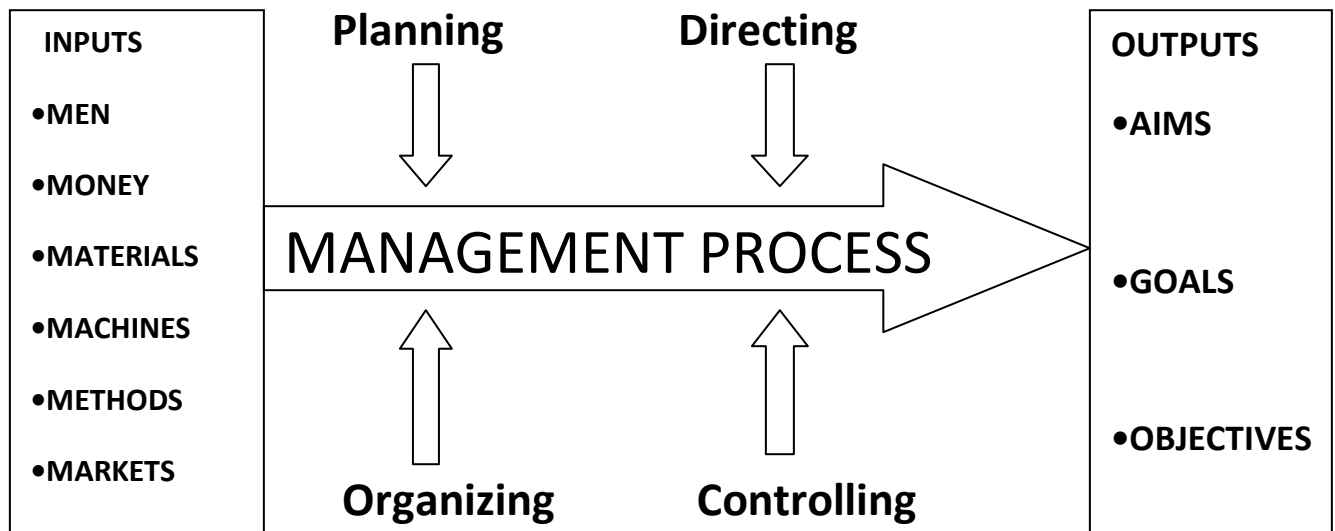 INPUTS
•MEN
•MONEY
•MATERIALS
•MACHINES
•METHODS
•MARKETS
Planning
Directing
MANAGEMENT PROCESS
Organizing
Controlling
OUTPUTS
•AIMS
•GOALS
•OBJECTIVES